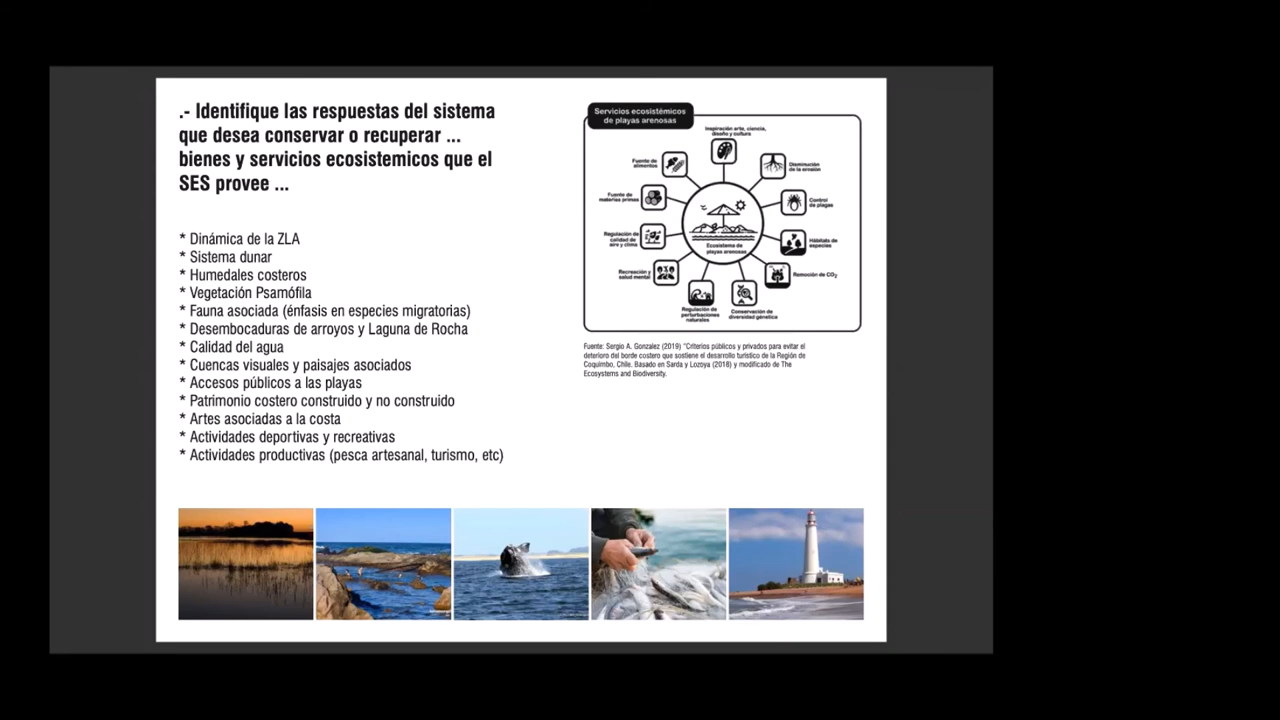 .- Identifique las respuestas del sistema
que desea conservar o recuperar ...
bienes y servicios ecosistemicos que el
SES provee ...
* Dinámica de la ZLA
* Sistema dunar
* Humedales costeros
* Vegetación Psamófila
* Fauna asociada (énfasis en especies migratorias)
* Desembocaduras de arroyos y Laguna de Rocha
* Calidad del agua
* Cuencas visuales y paisajes asociados
* Accesos públicos a las playas
* Patrimonio costero construido y no construido
* Artes asociadas a la costa
* Actividades deportivas y recreativas
* Actividades productivas (pesca artesanal, turismo, etc)
Servicios ecosistémicos
de playas arenosas
Inspiración arte, ciencia,
diseño y cultura
Fuente de
alimentos
Disminución
de la erosión
Fuente de
materias primas
Control
de plagas
Regulación de
calidad de
aire y clima
Hábitats de
especies
Ecosistema de
playas arenosas
Recreación y
salud mental
Remoción de CO₂
Regulación de
perturbaciones
naturales
Conservación de
diversidad génetica
Fuente: Sergio A. Gonzalez (2019) "Criterios públicos y privados para evitar el
deterioro del borde costero que sostiene el desarrollo turístico de la Región de
Coquimbo, Chile. Basado en Sarda y Lozoya (2018) y modificado de The
Ecosystems and Biodiversity.